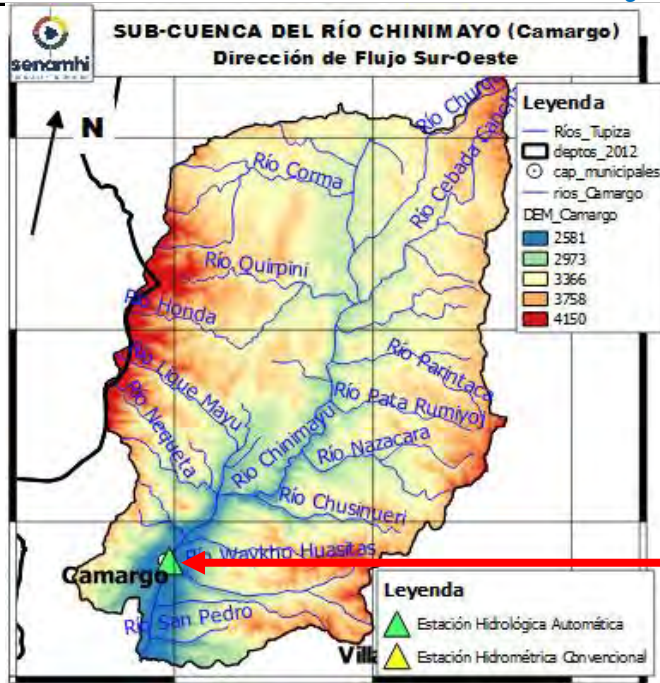 SUB-CUENCA DEL RÍO CHINIMAYO (Camargo)
Dirección de Flujo Sur-Oeste
senamhi
N
Leyenda
Ríos_Tupiza
deptos_2012
cap_municipales
rios_Camargo
DEM_Camargo
2581
2973
3366
3758
4150
Río Churqu
Río Cebada Cancha
Río Corma
Río Quirpini
Río Honda
Río Parintaca
Río Lique Mayu
Río Pata Rumiyoj
Río Nequeta
Río Chinimayu
Río Nazacara
Río Chusinueri
Río Waykho Huasitas
Camargo
Río San Pedro
Villa
Leyenda
Estación Hidrológica Automática
Estación Hidrométrica Convencional